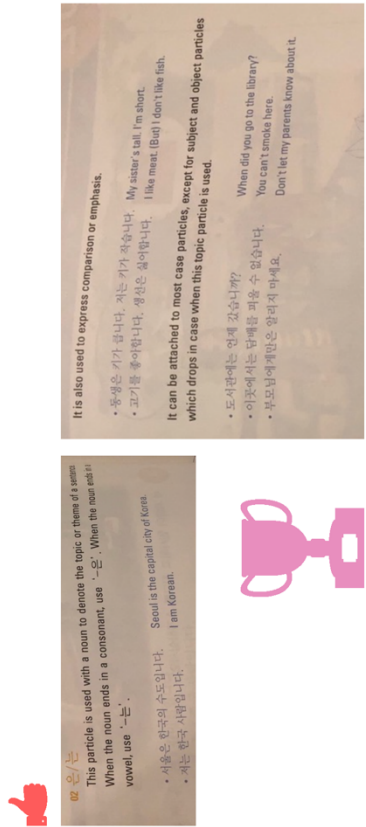 02 은/는
This particle is used with a noun to denote the topic or theme of a
When the noun ends in a consonant, use '–은'. When the noun ends in a
vowel, use '–는'.
• 서울은 한국의 수도입니다. Seoul is the capital city of Korea.
• 저는 한국 사람입니다. I am Korean.
It is also used to express comparison or emphasis.
• 동생은 키가 큽니다. 저는 키가 작습니다. My sister's tall, I'm short.
• 고기를 좋아합니다. 생선은 싫어합니다. I like meat. (But) I don't like fish.
It can be attached to most case particles, except for subject and object particles
which drops in case when this topic particle is used.
• 도서관에는 언제 갔습니까? When did you go to the library?
• 이곳에서는 담배를 피울 수 없습니다. You can't smoke here.
• 부모님에게만은 알리지 마세요. Don't let my parents know about it.